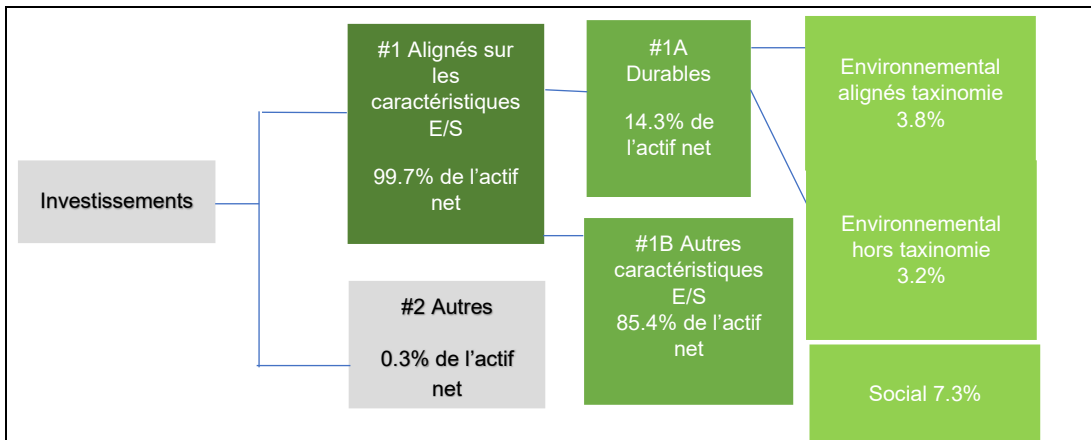 Investissements
#1 Alignés sur
les
caractéristiques
E/S
99.7% de l’actif
net
#2 Autres
0.3% de l’actif
net
#1A
Durables
14.3% de
l’actif net
#1B Autres
caractéristiques
E/S
85.4% de l’actif
net
Environnemental
alignés taxinomie
3.8%
Environnemental
hors taxinomie
3.2%
Social 7.3%